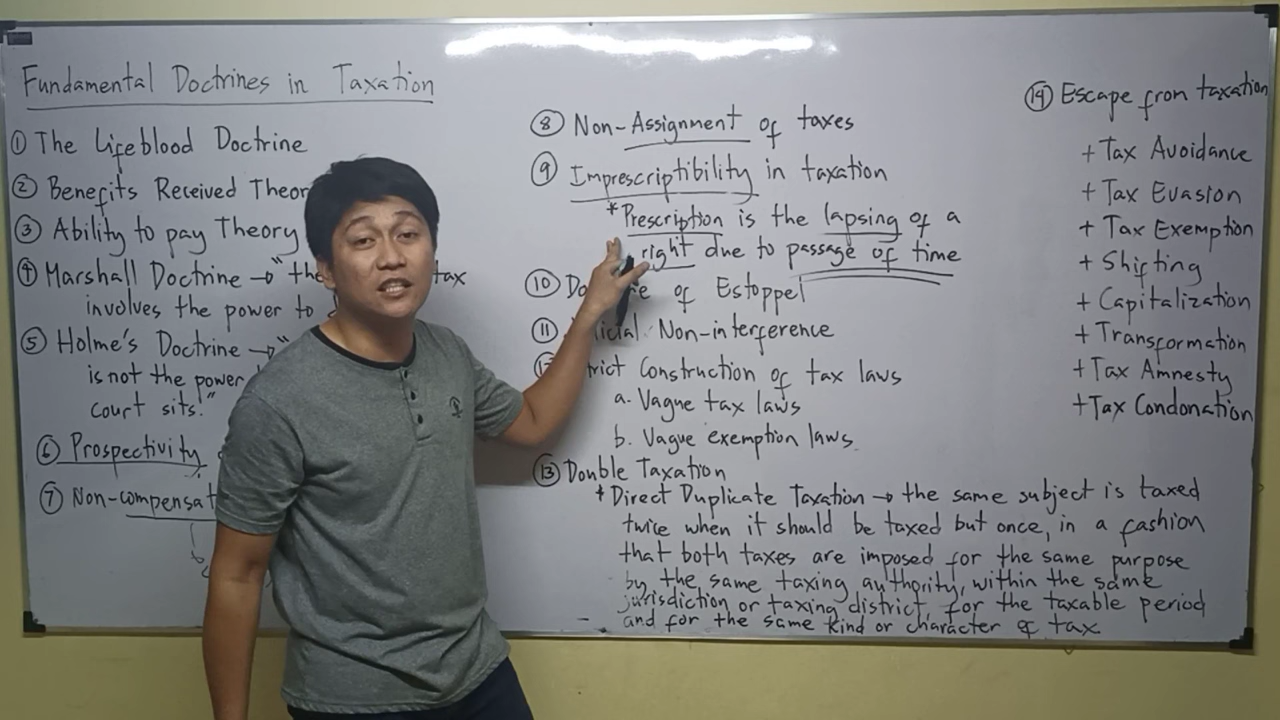 Fundamental Doctrines in Taxation
① The Lifeblood Doctrine
② Benefits Received Theor
③ Ability to pay Theory
④ Marshall Doctrine → "the tax
involves the power to
⑤ Holme's Doctrine → "
is not the power
court sits."
⑥ Prospectivity
⑦ Non-compensat
⑧ Non-Assignment of taxes
⑨ Imprescriptibility in taxation
* Prescription is the lapsing of a
right due to passage of time
⑩ of Estoppel
⑪ Non-interference
Construction of tax laws
a. Vague tax laws
b. Vague exemption laws
⑬ Double Taxation
* Direct Duplicate Taxation → the same subject is taxed
twice when it should be taxed but once, in a fashion
that both taxes are imposed for the same purpose
by the same taxing authority, within the same
jurisdiction or taxing district, for the taxable period
and for the same kind or character of tax
⑭ Escape from taxation
+ Tax Avoidance
+ Tax Evasion
+ Tax Exemption
+ Shifting
+ Capitalization
+ Transformation
+ Tax Amnesty
+ Tax Condonation